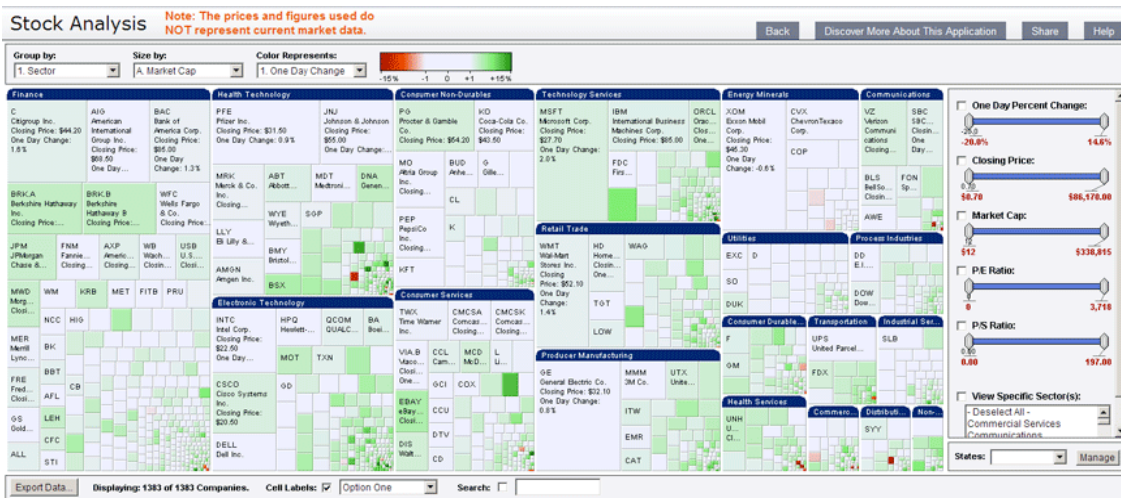 Stock Analysis
Note: The prices and figures used do
NOT represent current market data.
Back
Discover More About This Application
Share
Help
Group by:
1. Sector
Size by:
A. Market Cap
Color Represents:
1. One Day Change
-15% -1 0 +1 +15%
Finance
C
Citigroup Inc.
Closing Price: $44.20
One Day Change:
1.6%
AIG
American
International
Group Inc.
Closing Price:
$68.50
One Day...
BAC
Bank of
America Corp.
Closing Price:
$85.00
One Day
Change: 1.3%
BRK.A
Berkshire Hathaway
Inc.
Closing Price:...
BRK.B
Berkshire
Hathaway B
Closing Price:...
WFC
Wells Fargo
& Co.
Closing Price:...
JPM
JPMorgan
Chase &...
FNM
Fannie...
Closi...
AXP
Americ...
Closi...
WB
Wach...
Closin...
USB
U.S....
Closi...
MWD
Morg...
Closi...
WM
KRB
MET
FITB
PRU
NCC
HIG
MER
Merrill
Lync...
BK
BBT
FRE
Fred...
Closi...
CB
AFL
GS
Gold...
LEH
CFC
ALL
STI
Health Technology
PFE
Pfizer Inc.
Closing Price: $31.50
One Day Change: 0.9%
JNJ
Johnson & Johnson
Closing Price:
$55.00
One Day Change:...
MRK
Merck & Co.
Inc.
Closing...
ABT
Abbott...
MDT
Medtroni...
DNA
Genen...
WYE
Wyeth...
SGP
LLY
Eli Lilly &...
BMY
Bristol...
AMGN
Amgen Inc.
BSX
Electronic Technology
INTC
Intel Corp.
Closing Price:
$22.50
One Day...
HPQ
Hewlett-...
QCOM
QUALC...
BA
Boei...
MOT
TXN
CSCO
Cisco Systems
Inc.
Closing Price:
$20.50
GD
DELL
Dell Inc.
Consumer Non-Durables
PG
Procter & Gamble
Co.
Closing Price: $54.20
KO
Coca-Cola Co.
Closing Price:
$43.50
MO
Altria Group
Inc.
Closing...
BUD
Anhe...
G
Gille...
CL
PEP
PepsiCo
Inc.
Closing...
K
KFT
Consumer Services
TWX
Time Warner
Inc.
CMCSA
Comcas...
Closing...
CMCSK
Comcas...
Closing...
VIA.B
Viaco...
Closi...
One...
CCL
Carn...
MCD
McD...
L
Li...
GCI
COX
EBAY
eBay...
Closi...
CCU
DTV
DIS
Walt...
CD
Technology Services
MSFT
Microsoft Corp.
Closing Price:
$27.70
One Day Change:
2.0%
IBM
International Business
Machines Corp.
Closing Price: $85.00
ORCL
Orac...
Clos...
One...
FDC
Firs...
Retail Trade
WMT
Wal-Mart
Stores Inc.
Closing
Price: $52.10
One Day
Change:
1.4%
HD
Home...
Closin...
One...
WAG
TGT
LOW
Producer Manufacturing
GE
General Electric Co.
Closing Price: $32.10
One Day Change:
0.8%
MMM
3M Co.
UTX
Unite...
ITW
EMR
CAT
Energy Minerals
XOM
Exxon Mobil
Corp.
Closing Price:
$46.30
One Day
Change: -0.6%
CVX
ChevronTexaco
Corp.
COP
Communications
VZ
Verizon
Communi
cations
Closing...
SBC
SBC...
Closin...
One
Day...
BLS
BellSo...
Closin...
FON
Sp...
AWE
Utilities
EXC
D
SO
DUK
Process Industries
DD
E.I....
DOW
Dow...
Consumer Durable...
F
GM
Transportation
UPS
United Parcel...
FDX
Industrial Ser...
SLB
Health Services
UNH
U...
Cl...
Commerc...
Distributi...
SYY
Non-...
One Day Percent Change:
-20.0%
14.6%
Closing Price:
$0.70
$86,170.00
Market Cap:
$12
$338,815
P/E Ratio:
0
3,718
P/S Ratio:
0.00
197.00
View Specific Sector(s):
- Deselect All -
Commercial Services
Communications
States:
Manage
Export Data...
Displaying: 1383 of 1383 Companies.
Cell Labels:
Option One
Search: